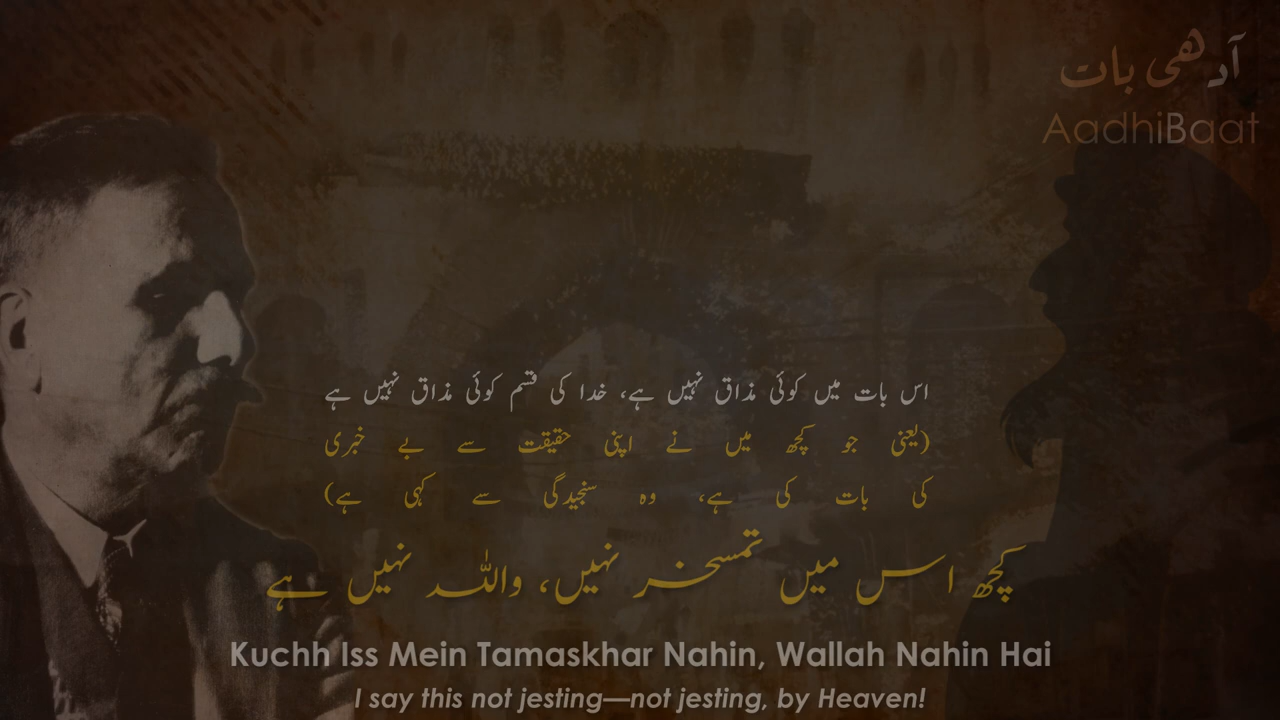 آدھی بات
AadhiBaat
اس بات میں کوئی مذاق نہیں ہے، خدا کی قسم کوئی مذاق نہیں ہے
(یعنی جو کچھ میں نے اپنی حقیقت سے بے خبری
کی بات کی ہے، وہ سنجیدگی سے کہی ہے)
کچھ اس میں تمسخر نہیں، واللہ نہیں ہے
Kuchh Iss Mein Tamaskhar Nahin, Wallah Nahin Hai
I say this not jesting—not jesting, by Heaven!